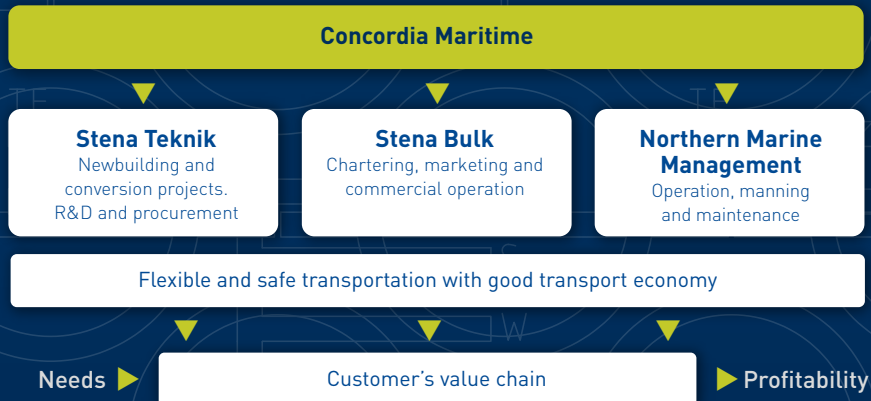 Concordia Maritime
Stena Teknik
Newbuilding and
conversion projects.
R&D and procurement
Stena Bulk
Chartering, marketing and
commercial operation
Northern Marine
Management
Operation, manning
and maintenance
Flexible and safe transportation with good transport economy
Needs
Customer’s value chain
Profitability